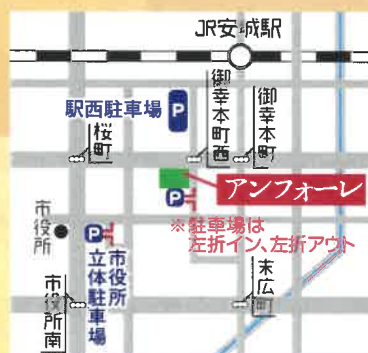 JR安城駅
駅西駐車場
P
御幸本町西
御幸本町
桜町
アンフォーレ
P
※駐車場は
左折イン、左折アウト
市役所
P
市役所
立体駐車場
末広町
市役所南